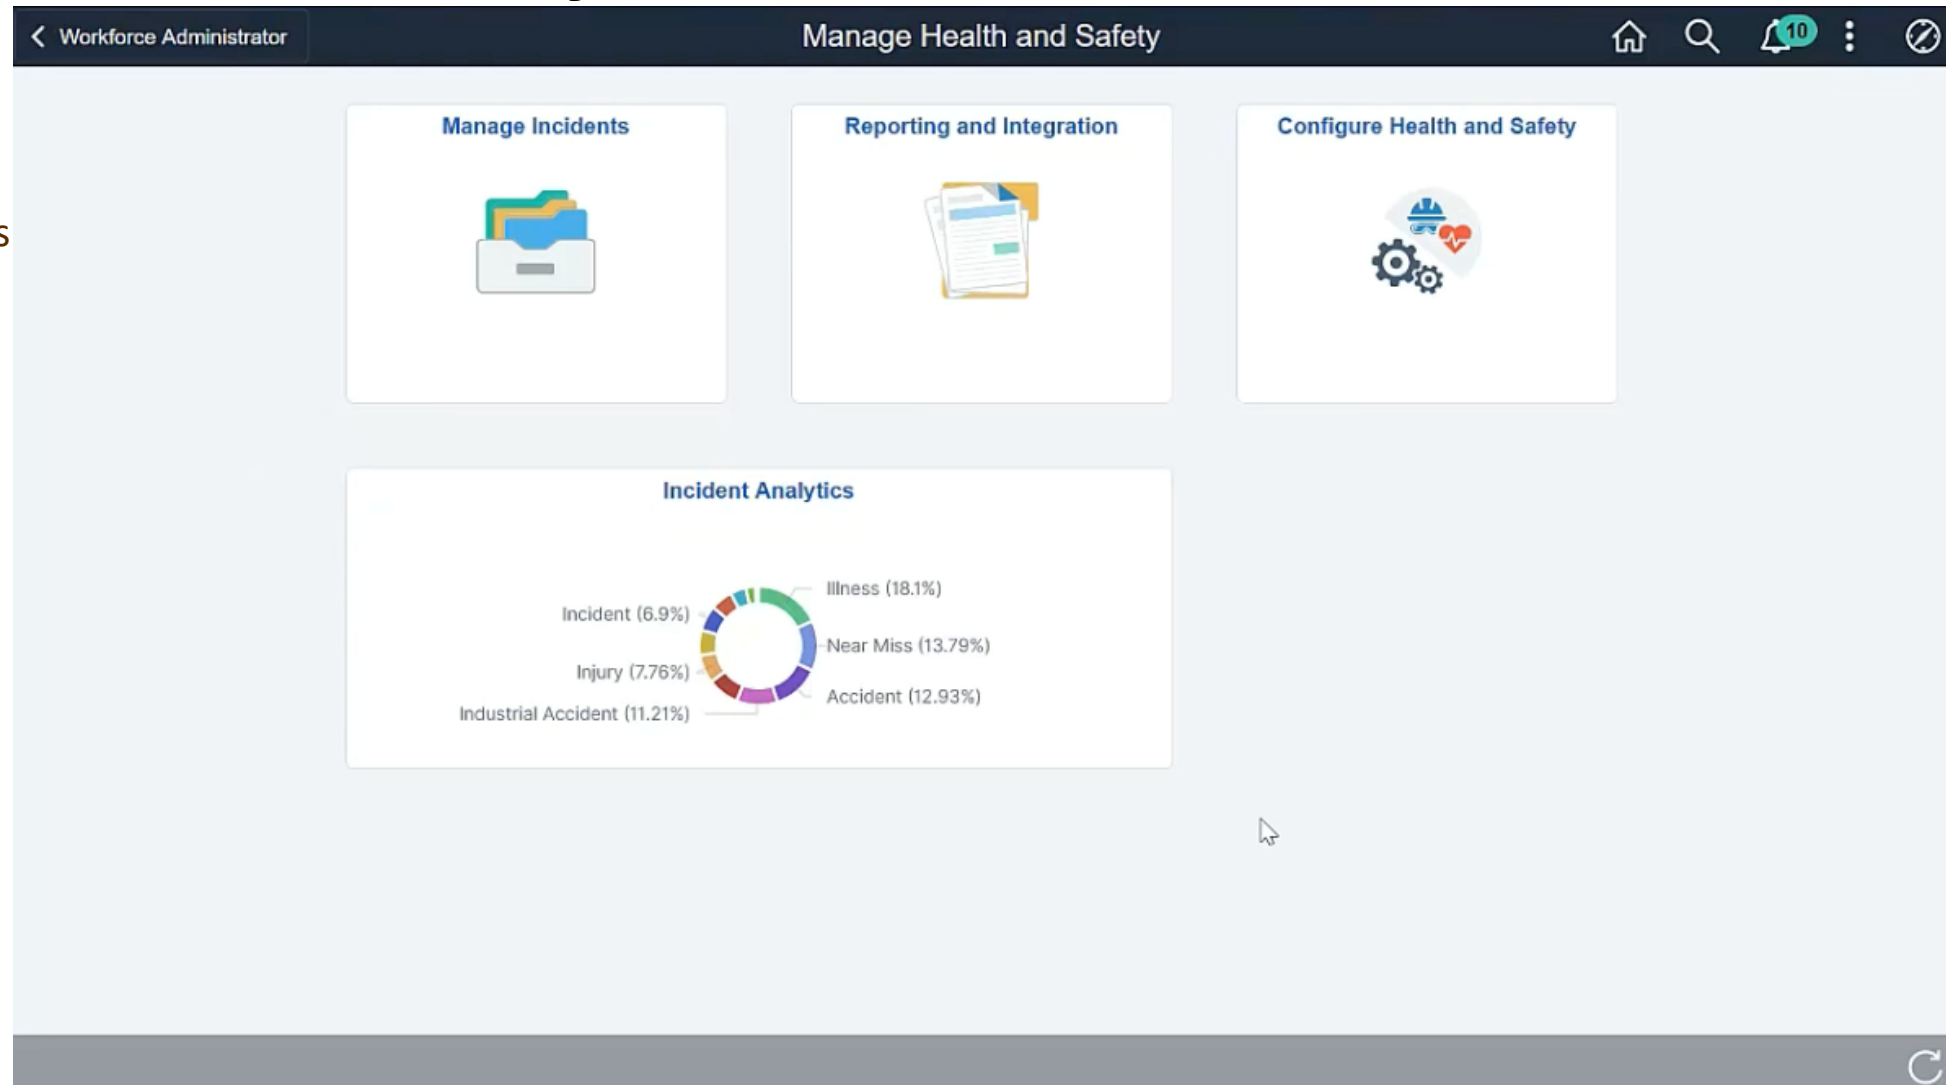 Workforce Administrator
Manage Health and Safety
10
Manage Incidents
Reporting and Integration
Configure Health and Safety
s
Incident Analytics
Illness (18.1%)
Incident (6.9%)
Near Miss (13.79%)
Injury (7.76%)
Accident (12.93%)
Industrial Accident (11.21%)